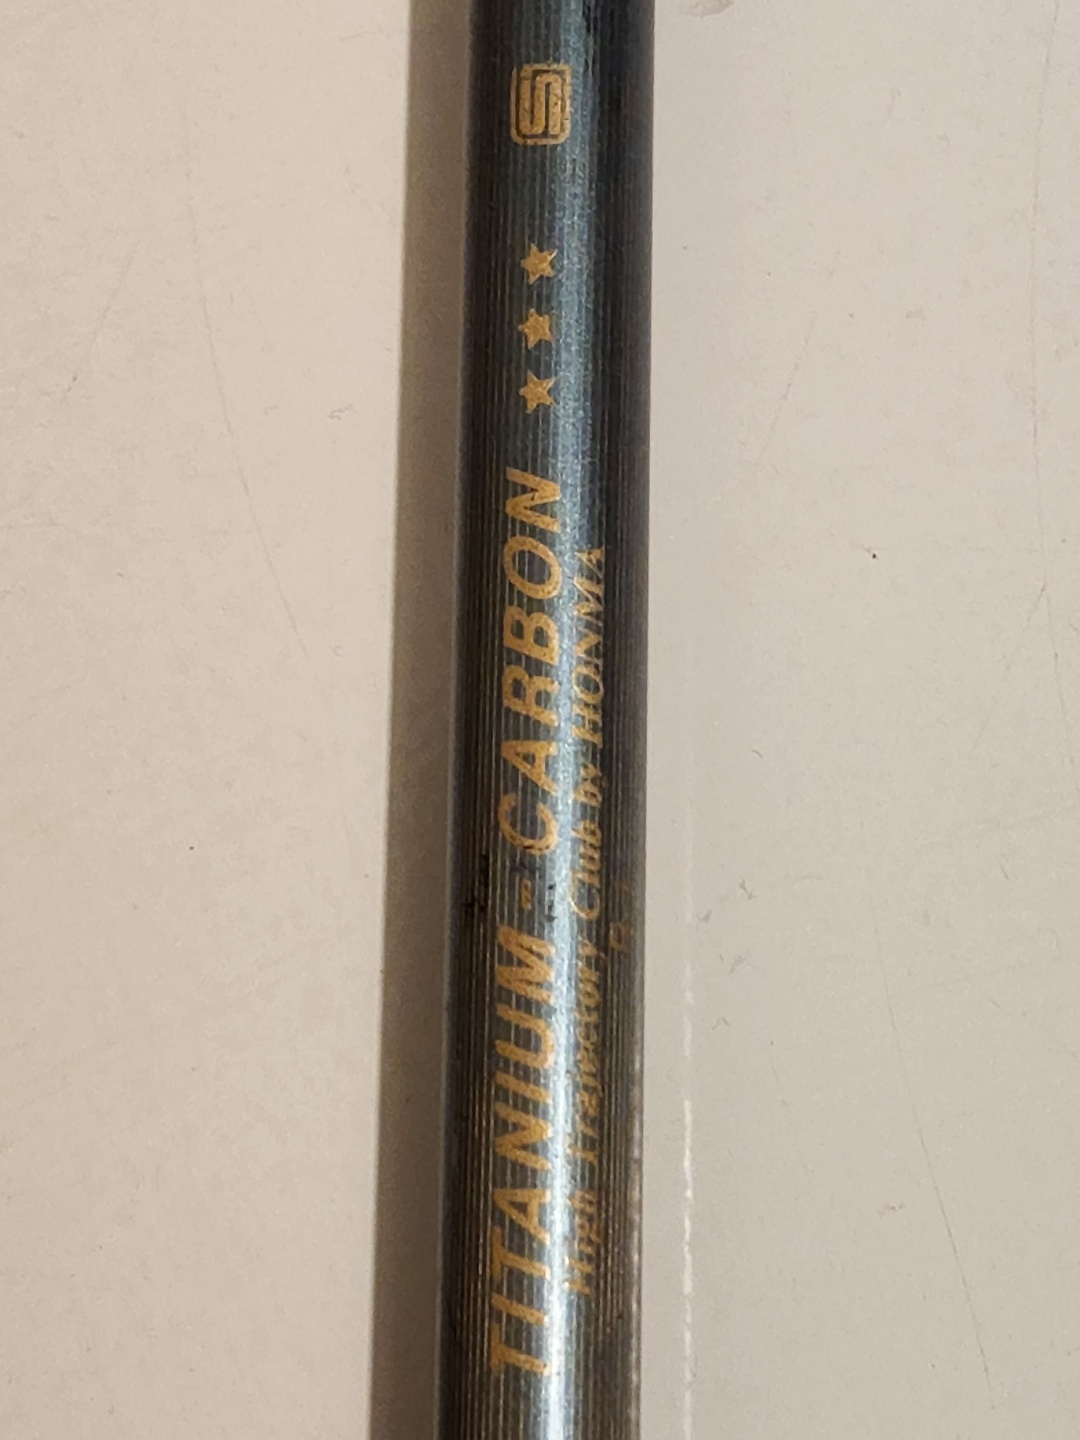 TITANIUM - CARBON ★★★ S
High Trajectory Club by HONMA
R